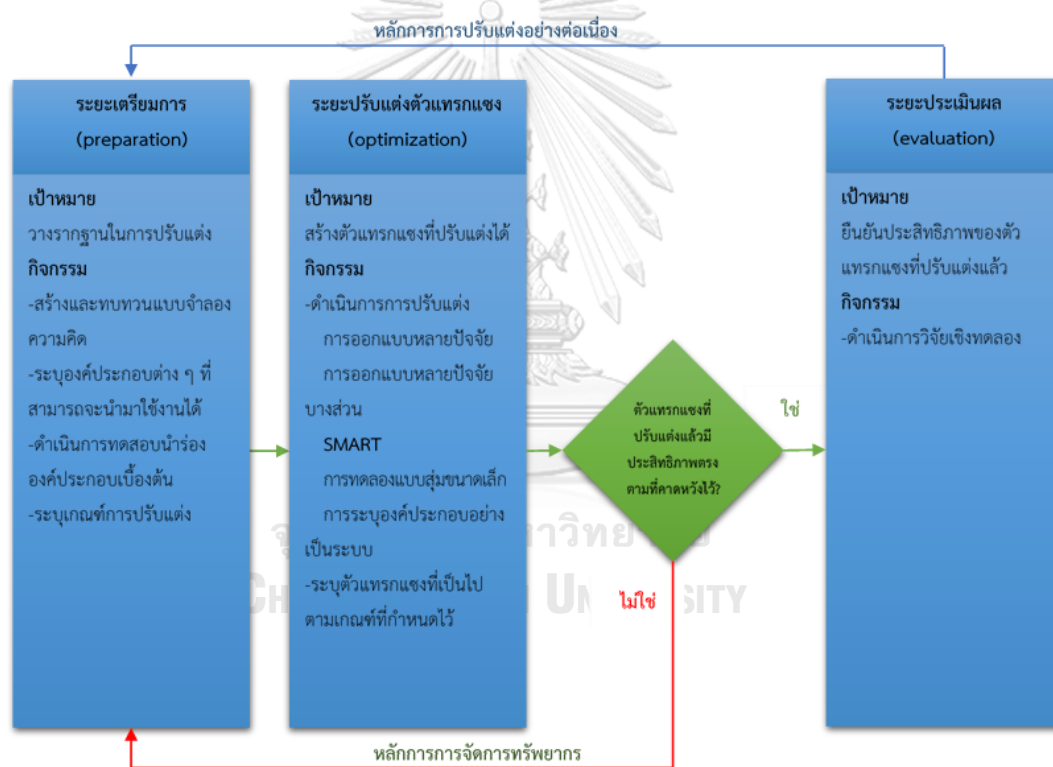 หลักการการปรับแต่งอย่างต่อเนื่อง
ระยะเตรียมการ
(preparation)
เป้าหมาย
วางรากฐานในการปรับแต่ง
กิจกรรม
-สร้างและทบทวนแบบจำลอง
ความคิด
-ระบุองค์ประกอบต่าง ๆ ที่
สามารถจะนำมาใช้งานได้
-ดำเนินการทดสอบนำร่อง
องค์ประกอบเบื้องต้น
-ระบุเกณฑ์การปรับแต่ง
ระยะปรับแต่งตัวแทรกแซง
(optimization)
เป้าหมาย
สร้างตัวแทรกแซงที่ปรับแต่งได้
กิจกรรม
-ดำเนินการการปรับแต่ง
การออกแบบหลายปัจจัย
การออกแบบหลายปัจจัย
บางส่วน
SMART
การทดลองแบบสุ่มขนาดเล็ก
การระบุองค์ประกอบอย่าง
เป็นระบบ
-ระบุตัวแทรกแซงที่เป็นไป
ตามเกณฑ์ที่กำหนดไว้
ตัวแทรกแซงที่
ปรับแต่งแล้วมี
ประสิทธิภาพตรง
ตามที่คาดหวังไว้?
ใช่
ไม่ใช่
ระยะประเมินผล
(evaluation)
เป้าหมาย
ยืนยันประสิทธิภาพของตัว
แทรกแซงที่ปรับแต่งแล้ว
กิจกรรม
-ดำเนินการวิจัยเชิงทดลอง
หลักการการจัดการทรัพยากร